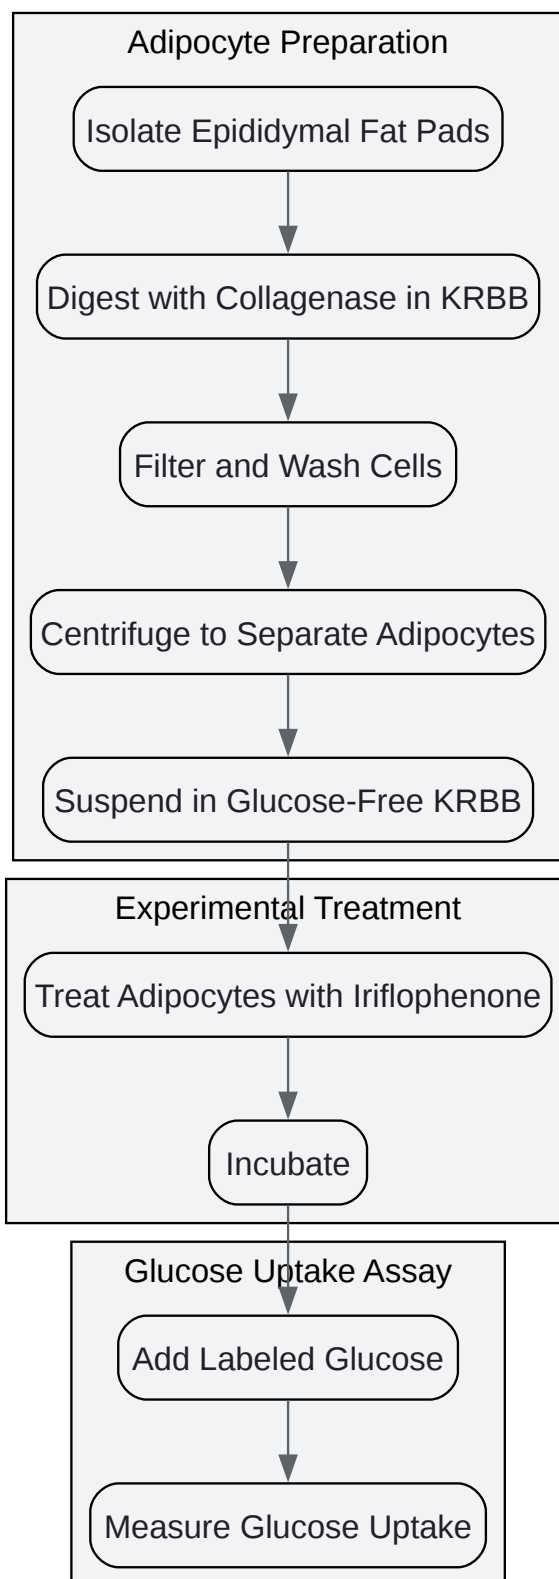 Adipocyte Preparation
Isolate Epididymal Fat Pads
Digest with Collagenase in KRBB
Filter and Wash Cells
Centrifuge to Separate Adipocytes
Suspend in Glucose-Free KRBB
Experimental Treatment
Treat Adipocytes with Iriflophenone
Incubate
Glucose Uptake Assay
Add Labeled Glucose
Measure Glucose Uptake